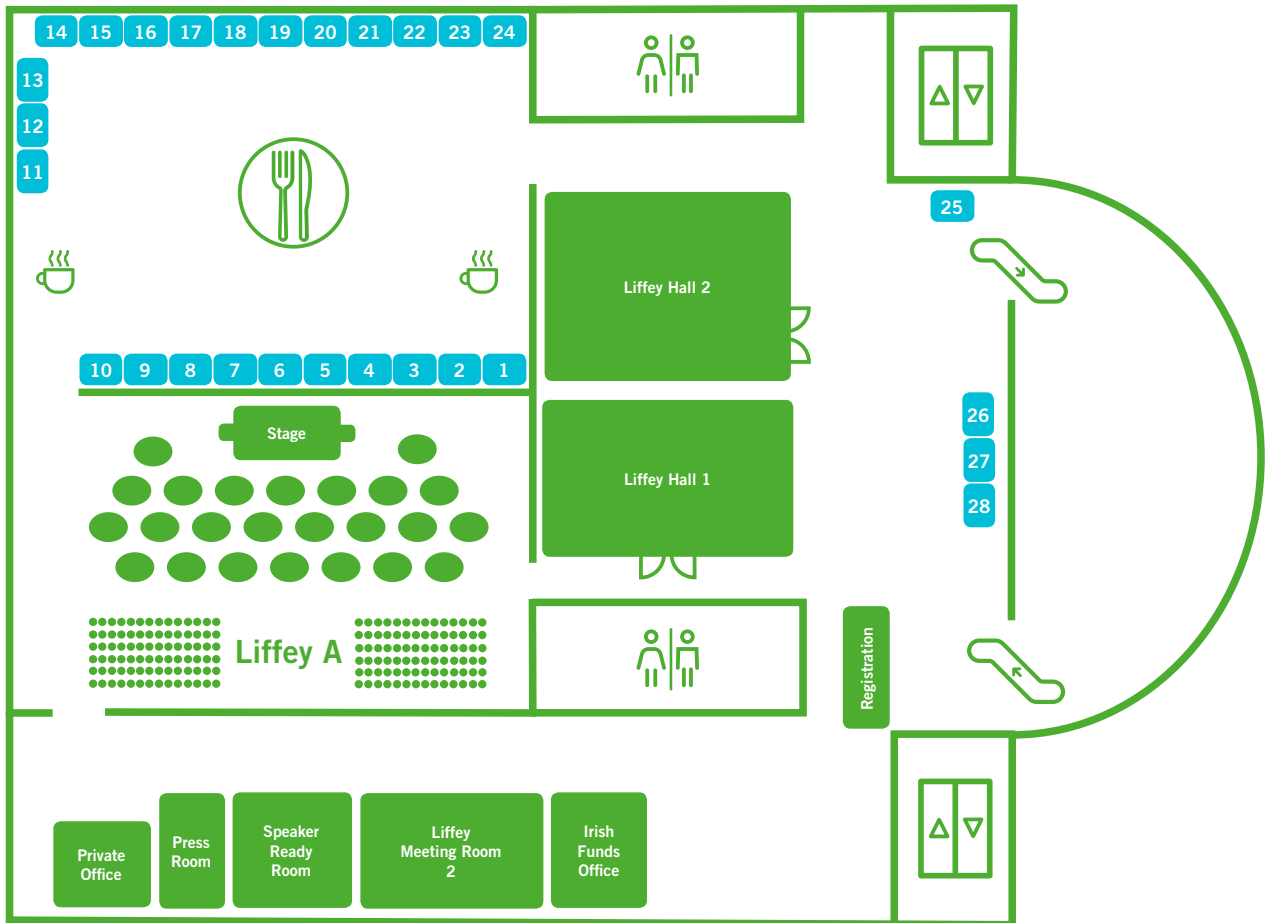 14 15 16 17 18 19 20 21 22 23 24
13
12
11
25
Liffey Hall 2
10 9 8 7 6 5 4 3 2 1
26
27
28
Stage
Liffey Hall 1
Liffey A
Registration
Private
Office
Press
Room
Speaker
Ready
Room
Liffey
Meeting Room
2
Irish
Funds
Office